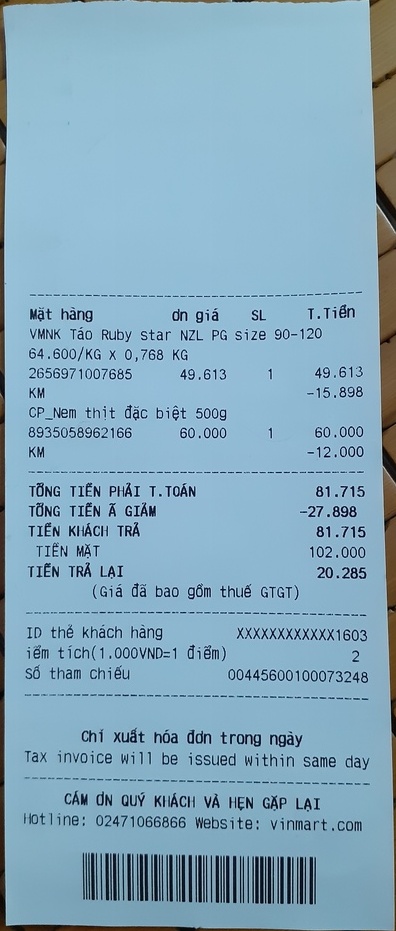 Mặt hàng ơn giá SL T.Tiền
VMNK Táo Ruby star NZL PG size 90-120
64.600/KG X 0,768 KG
2656971007685 49.613 1 49.613
KM -15.898
CP_Nem thịt đặc biệt 500g
8935058962166 60.000 1 60.000
KM -12.000
TỔNG TIỀN PHẢI T.TOÁN 81.715
TỔNG TIỀN Ã GIẢM -27.898
TIỀN KHÁCH TRẢ 81.715
TIỀN MẶT 102.000
TIỀN TRẢ LẠI 20.285
(Giá đã bao gồm thuế GTGT)
ID thẻ khách hàng XXXXXXXXXXXX1603
iểm tích(1.000VND=1 điểm) 2
Số tham chiếu 00445600100073248
Chỉ xuất hóa đơn trong ngày
Tax invoice will be issued within same day
CẢM ƠN QUÝ KHÁCH VÀ HẸN GẶP LẠI
Hotline: 02471066866 Website: vinmart.com